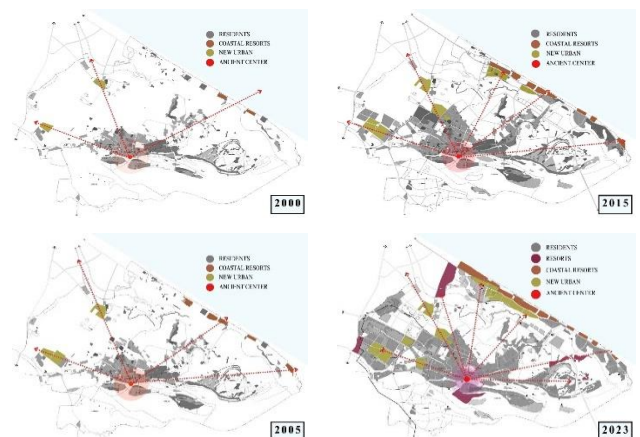 RESIDENTS
COASTAL RESORTS
NEW URBAN
ANCIENT CENTER
2000
RESIDENTS
COASTAL RESORTS
NEW URBAN
ANCIENT CENTER
2015
RESIDENTS
COASTAL RESORTS
NEW URBAN
ANCIENT CENTER
2005
RESIDENTS
RESORTS
COASTAL RESORTS
NEW URBAN
ANCIENT CENTER
2023